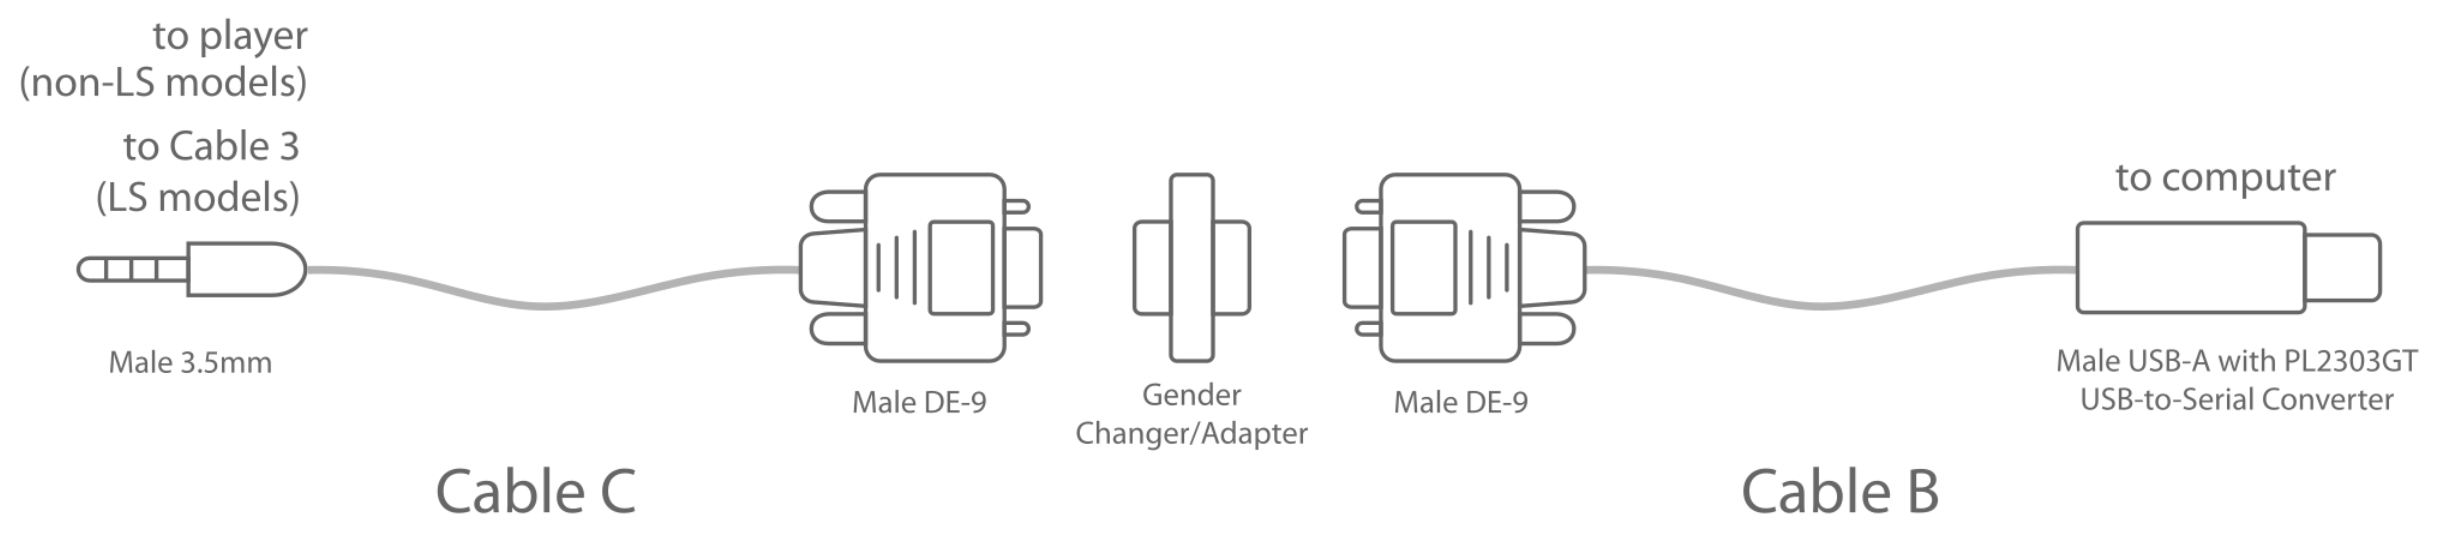 to player
(non-LS models)
to Cable 3
(LS models)
to computer
Male 3.5mm
Male DE-9
Gender
Changer/Adapter
Male DE-9
Male USB-A with PL2303GT
USB-to-Serial Converter
Cable C
Cable B